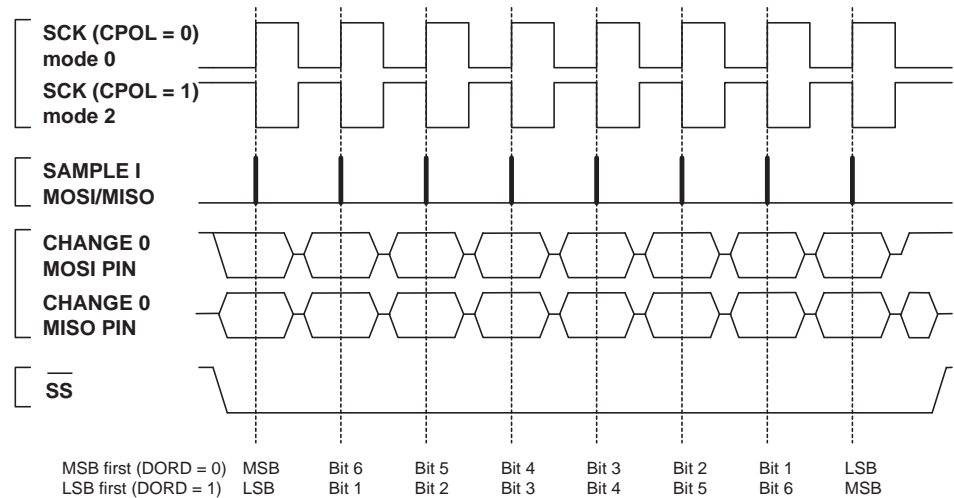 SCK (CPOL = 0)
mode 0
SCK (CPOL = 1)
mode 2
SAMPLE I
MOSI/MISO
CHANGE 0
MOSI PIN
CHANGE 0
MISO PIN
SS
MSB first (DORD = 0) MSB Bit 6 Bit 5 Bit 4 Bit 3 Bit 2 Bit 1 LSB
LSB first (DORD = 1) LSB Bit 1 Bit 2 Bit 3 Bit 4 Bit 5 Bit 6 MSB